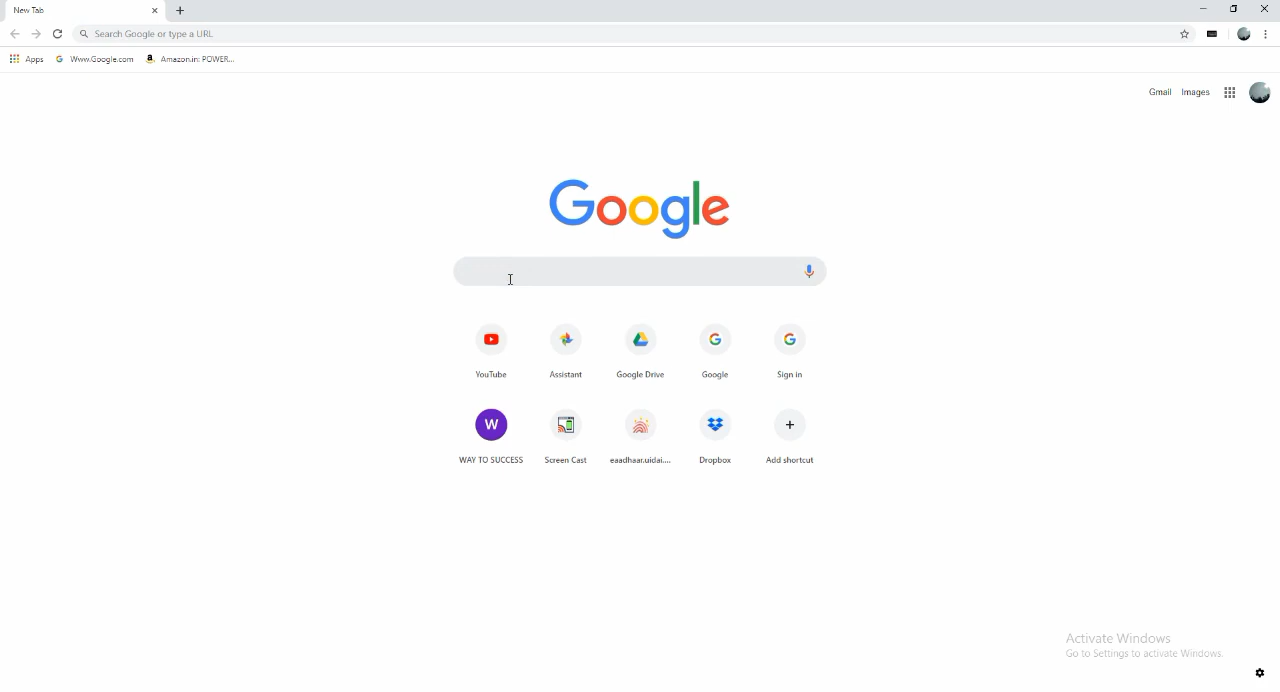 New Tab
Search Google or type a URL
Apps
Www.Google.com
Amazon.in: POWER...
Gmail
Images
Google
YouTube
Assistant
Google Drive
Google
Sign in
W
WAY TO SUCCESS
Screen Cast
eaadhaar.uidai....
Dropbox
Add shortcut
Activate Windows
Go to Settings to activate Windows.